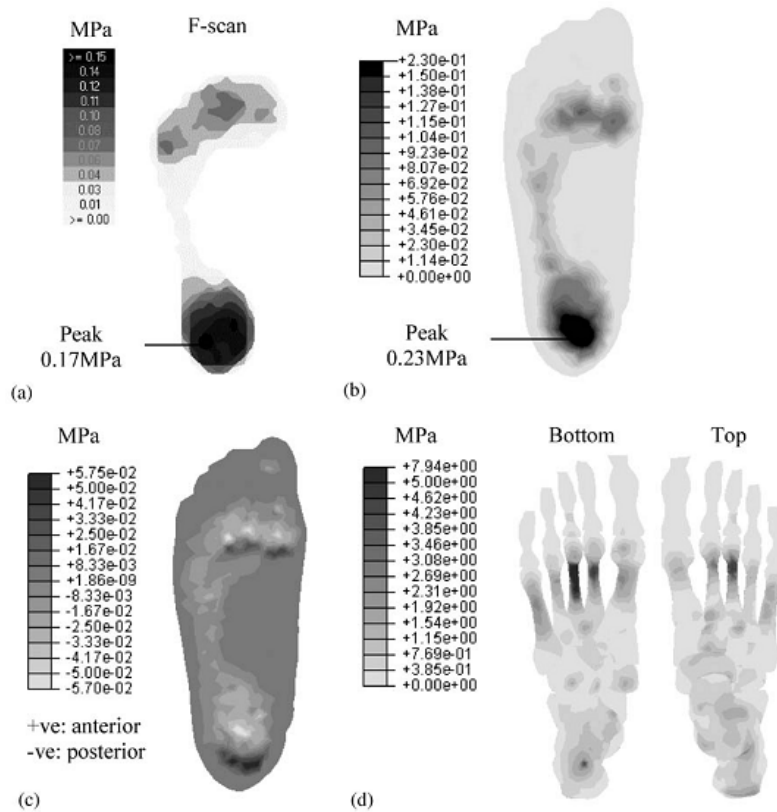 MPa
F-scan
>= 0.15
0.14
0.12
0.11
0.10
0.08
0.07
0.06
0.04
0.03
0.01
>= 0.00
Peak
0.17MPa
(a)
MPa
+2.30e-01
+1.50e-01
+1.38e-01
+1.27e-01
+1.15e-01
+1.04e-01
+9.23e-02
+8.07e-02
+6.92e-02
+5.76e-02
+4.61e-02
+3.45e-02
+2.30e-02
+1.14e-02
+0.00e+00
Peak
0.23MPa
(b)
MPa
+5.75e-02
+5.00e-02
+4.17e-02
+3.33e-02
+2.50e-02
+1.67e-02
+8.33e-03
+1.86e-09
-8.33e-03
-1.67e-02
-2.50e-02
-3.33e-02
-4.17e-02
-5.00e-02
-5.70e-02
+ve: anterior
-ve: posterior
(c)
MPa
Bottom
Top
+7.94e+00
+5.00e+00
+4.62e+00
+4.23e+00
+3.85e+00
+3.46e+00
+3.08e+00
+2.69e+00
+2.31e+00
+1.92e+00
+1.54e+00
+1.15e+00
+7.69e-01
+3.85e-01
+0.00e+00
(d)